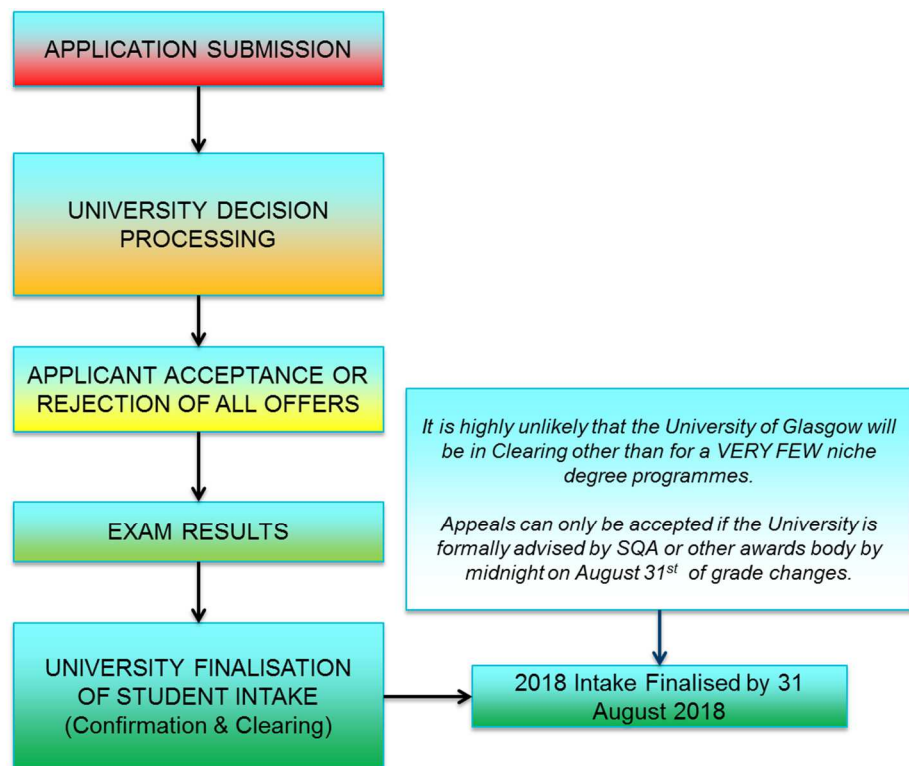 APPLICATION SUBMISSION
UNIVERSITY DECISION
PROCESSING
APPLICANT ACCEPTANCE OR
REJECTION OF ALL OFFERS
EXAM RESULTS
UNIVERSITY FINALISATION
OF STUDENT INTAKE
(Confirmation & Clearing)
It is highly unlikely that the University of Glasgow will
be in Clearing other than for a VERY FEW niche
degree programmes.
Appeals can only be accepted if the University is
formally advised by SQA or other awards body by
midnight on August 31st of grade changes.
2018 Intake Finalised by 31
August 2018